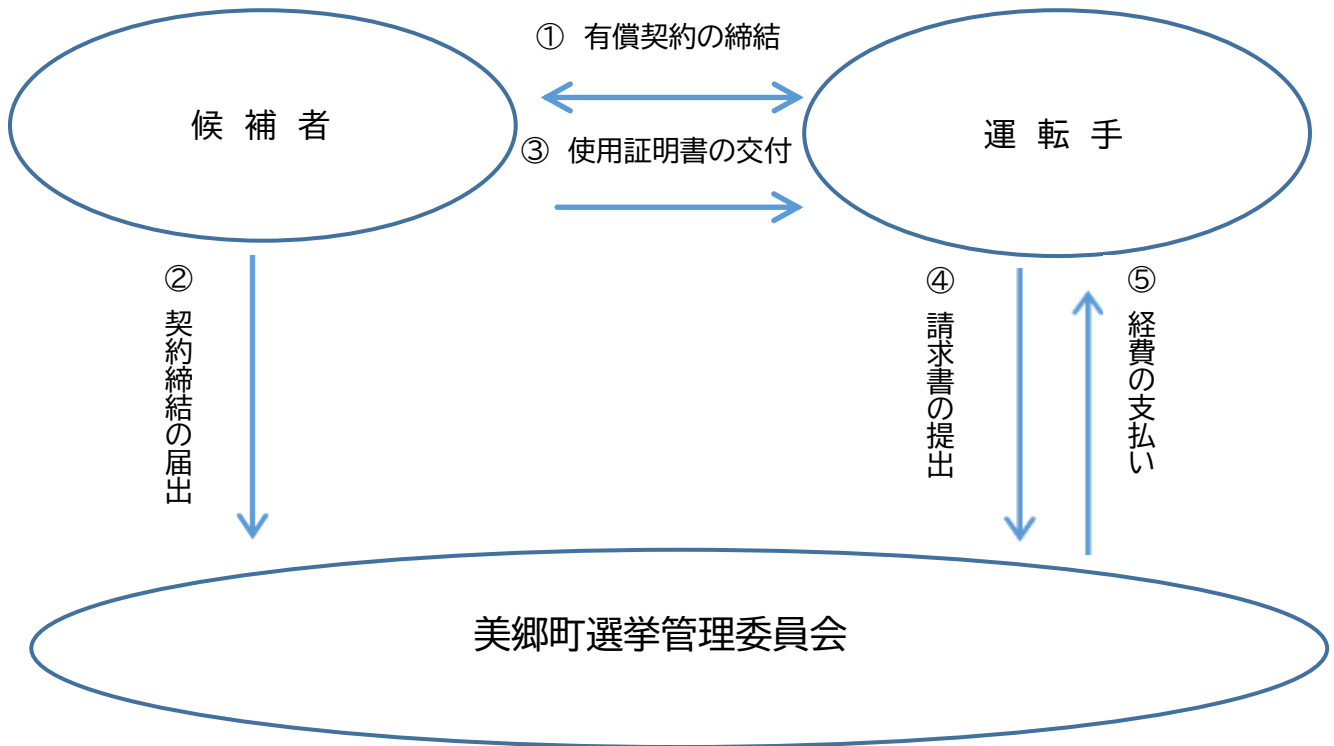 ① 有償契約の締結
候 補 者
運 転 手
③ 使用証明書の交付
② 契約締結の届出
④ 請求書の提出
⑤ 経費の支払い
美郷町選挙管理委員会